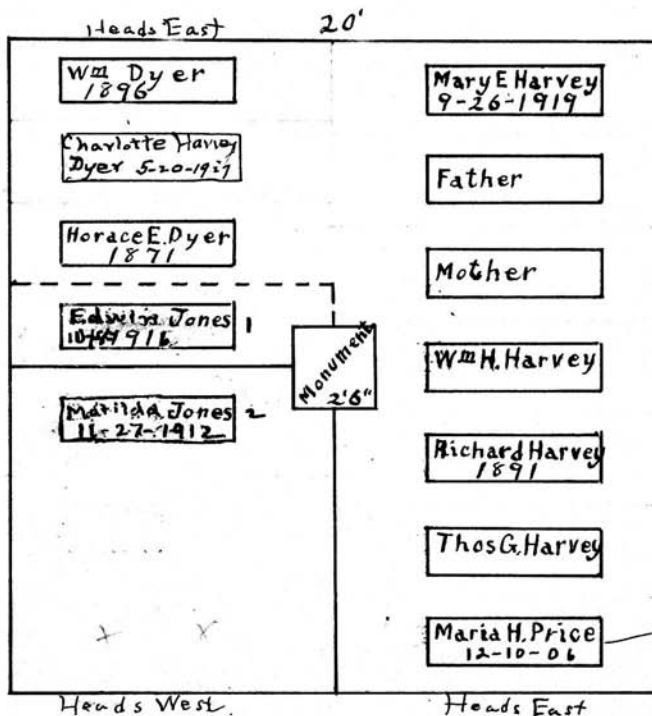 Heads East 20'
Wm Dyer
1896
Charlotte Harvey
Dyer 5-20-1927
Horace E. Dyer
1871
Edwin Jones 1
1916
Matilda Jones 2
11-27-1912
Heads West.
Monument
2'6"
Mary E Harvey
9-26-1919
Father
Mother
Wm H. Harvey
Richard Harvey
1891
Thos G. Harvey
Maria H. Price
12-10-06
Heads East